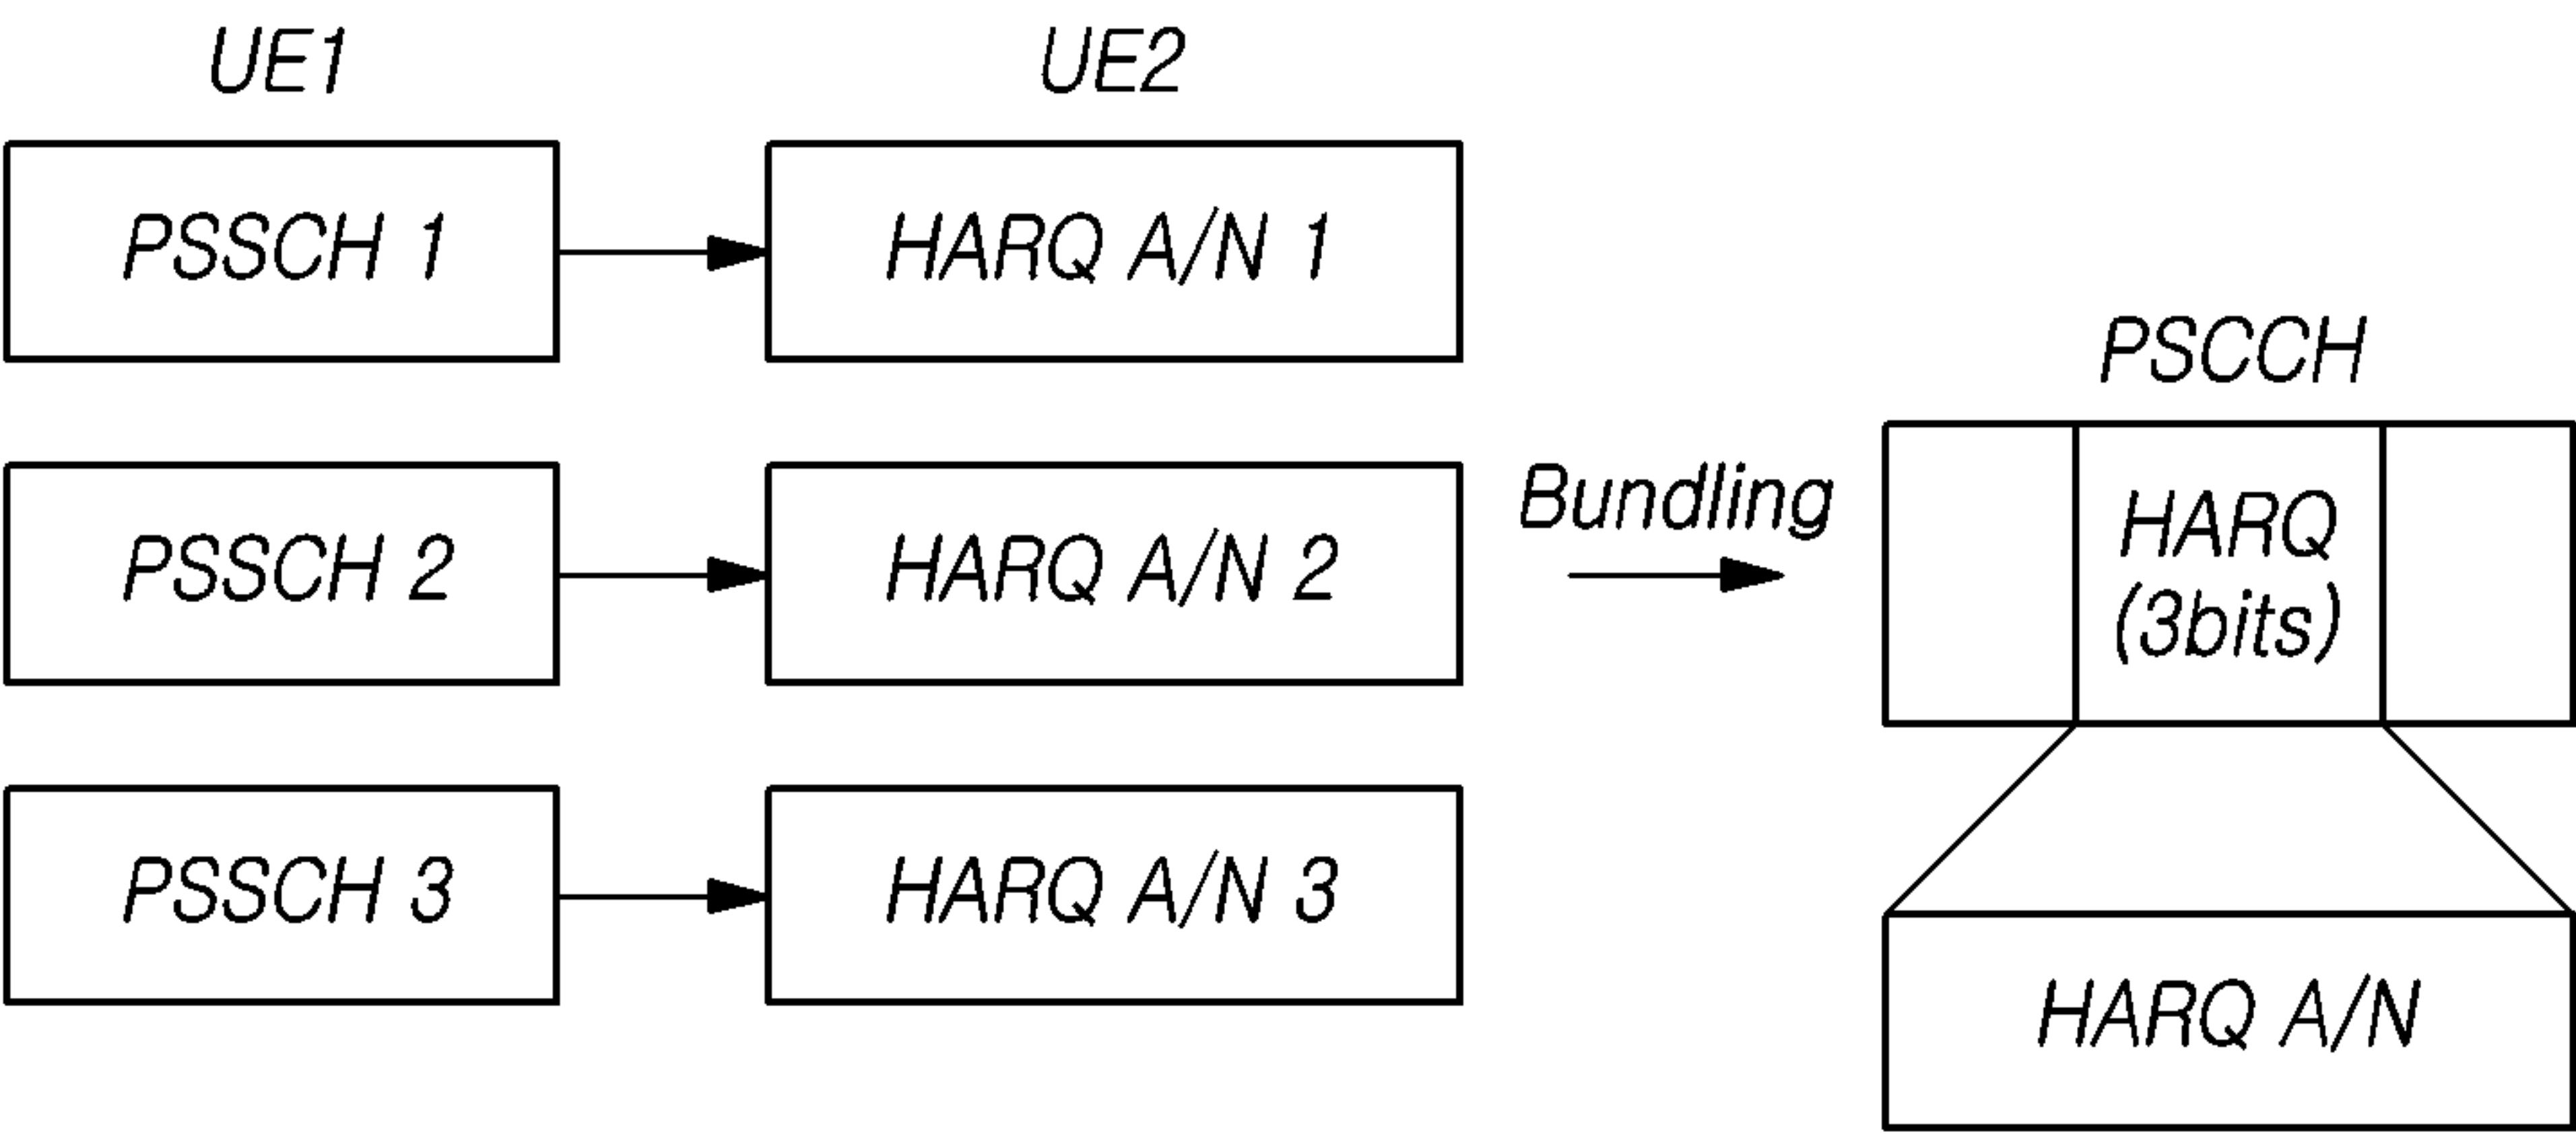 UE1
UE2
PSSCH 1
HARQ A/N 1
PSSCH 2
HARQ A/N 2
PSSCH 3
HARQ A/N 3
Bundling
PSCCH
HARQ
(3bits)
HARQ A/N